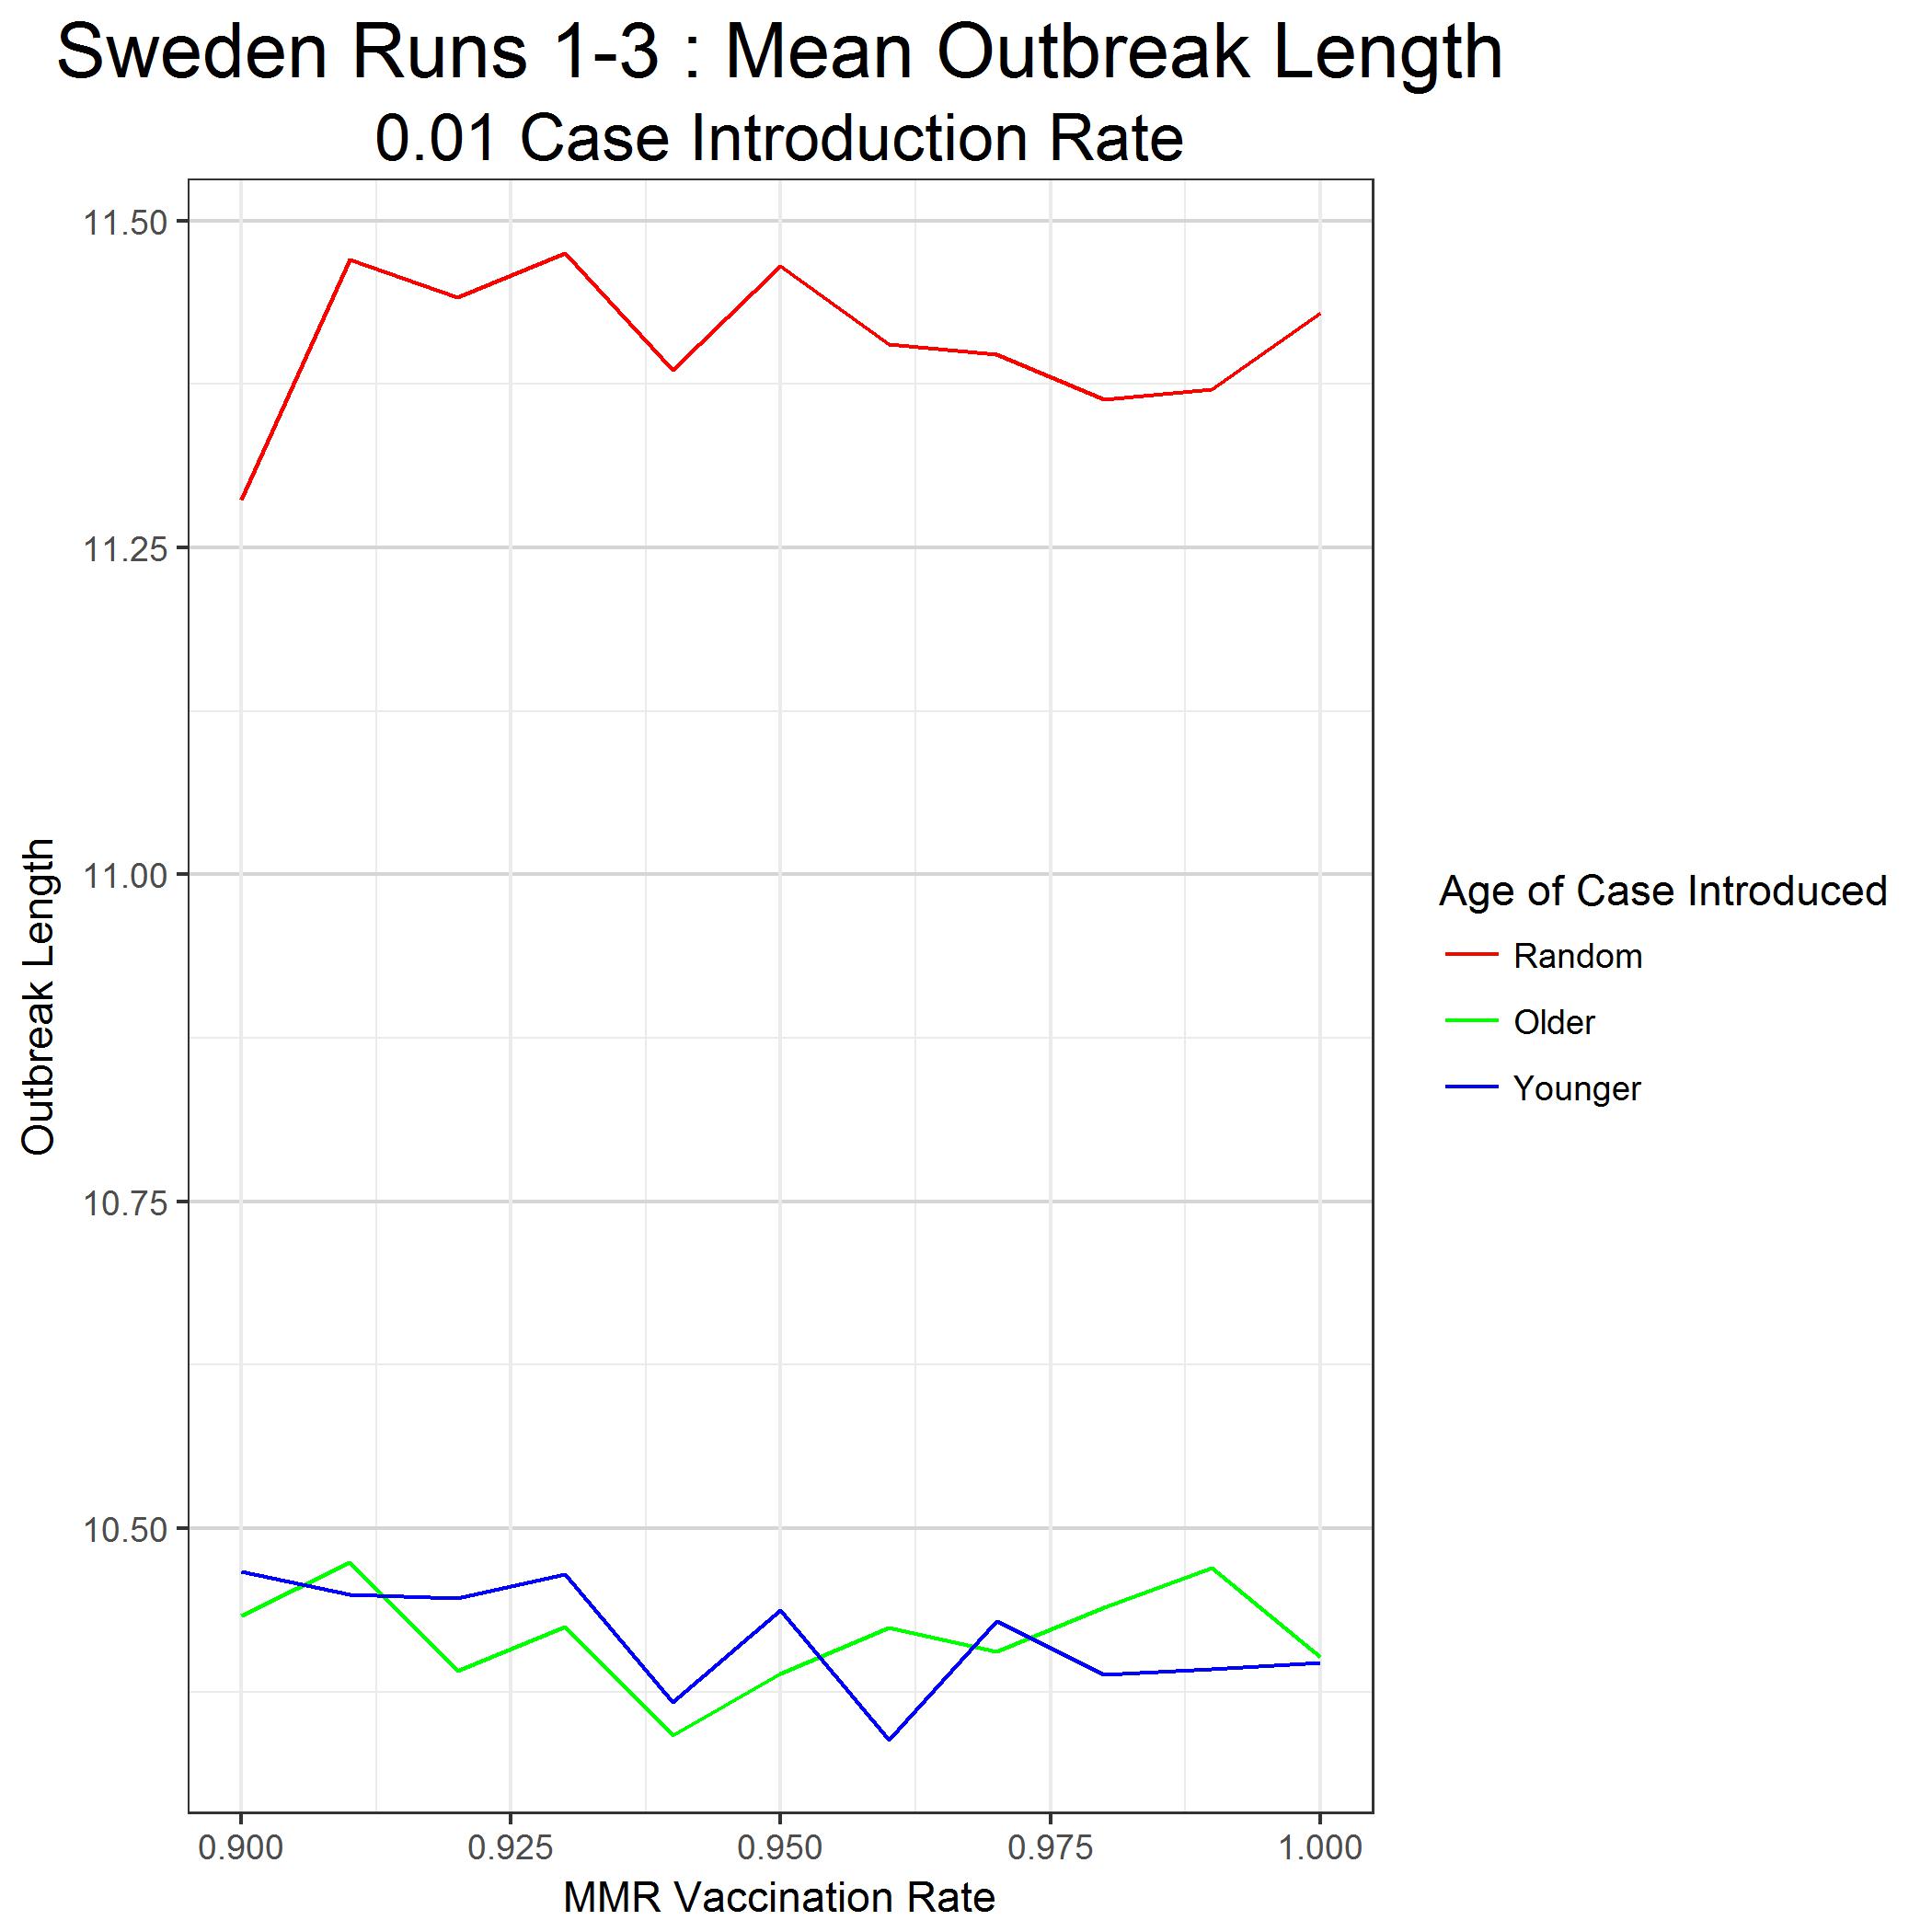 Sweden Runs 1-3 : Mean Outbreak Length
0.01 Case Introduction Rate
Outbreak Length
11.50
11.25
11.00
10.75
10.50
0.900
0.925
0.950
0.975
1.000
MMR Vaccination Rate
Age of Case Introduced
Random
Older
Younger